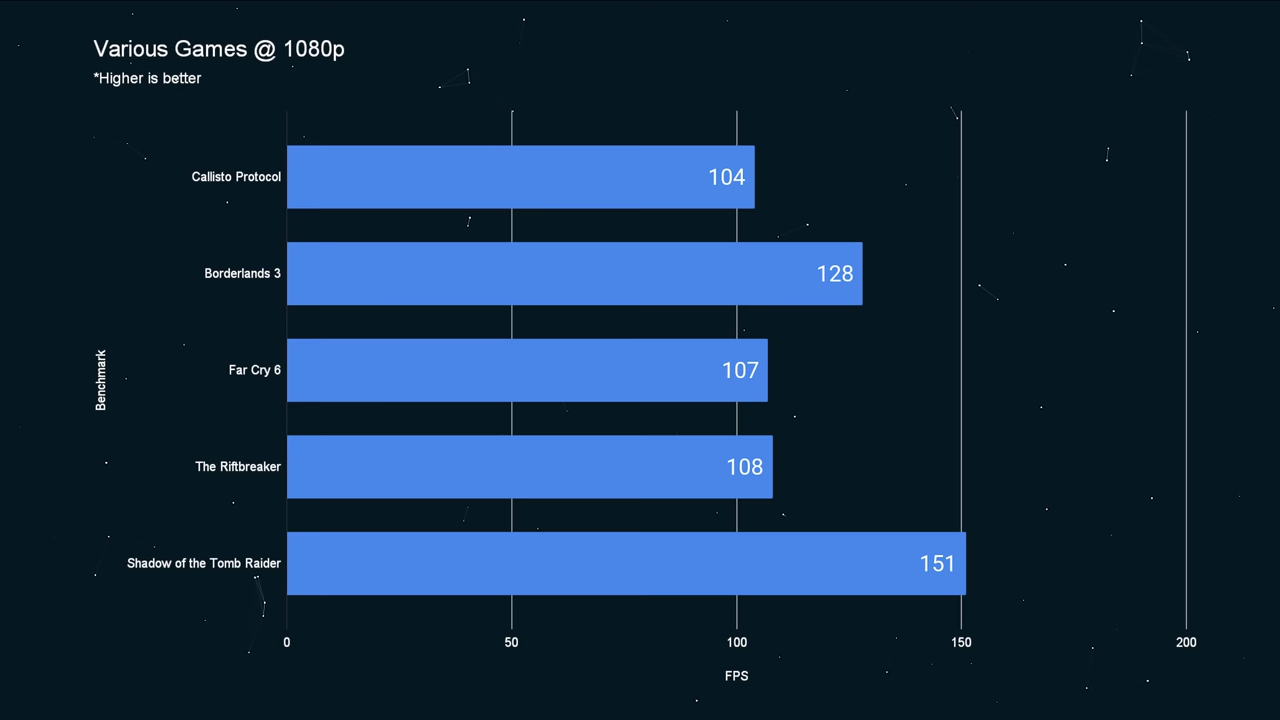 Various Games @ 1080p
*Higher is better
Callisto Protocol
104
Borderlands 3
128
Benchmark
Far Cry 6
107
The Riftbreaker
108
Shadow of the Tomb Raider
151
0 50 100 150 200
FPS